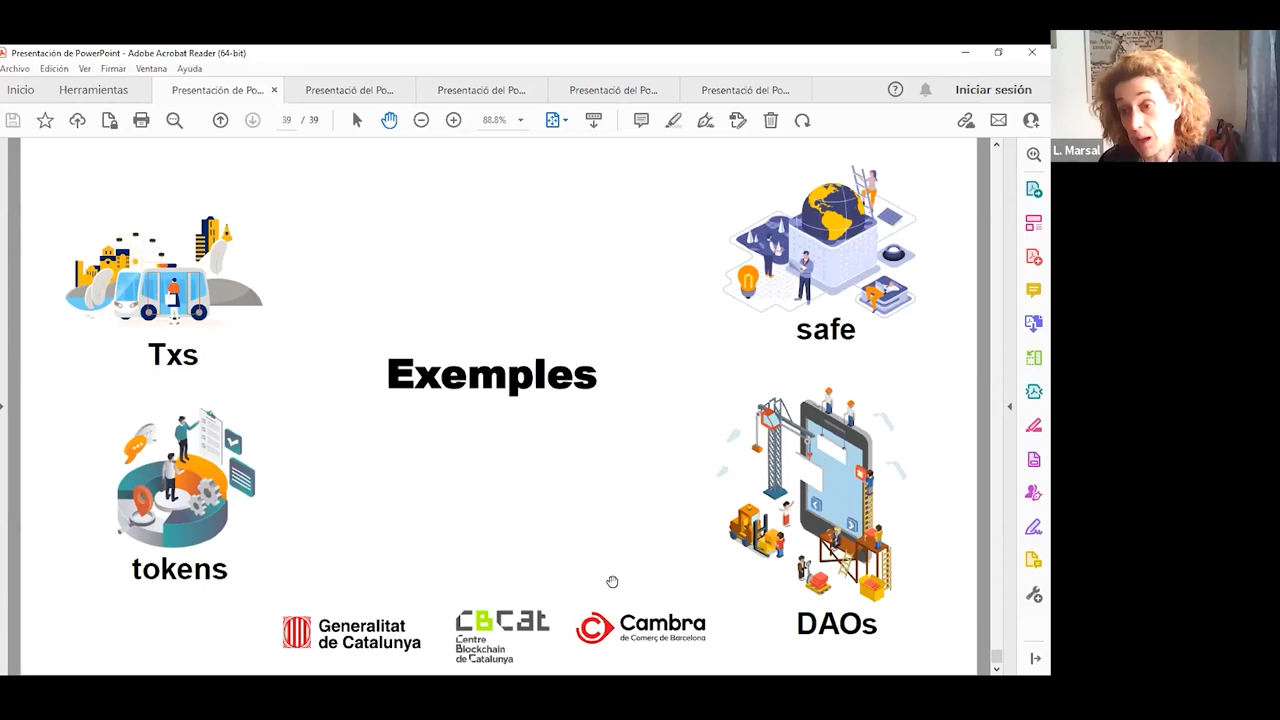 Presentación de PowerPoint - Adobe Acrobat Reader (64-bit)
Archivo Edición Ver Firmar Ventana Ayuda
Inicio Herramientas Presentación de Po... × Presentació del Po... Presentació del Po... Presentació del Po... Presentació del Po... Iniciar sesión
39 / 39 88.8%
L. Marsal
safe
Txs
Exemples
tokens
DAOs
Generalitat
de Catalunya
CBCat
Centre
Blockchain
de Catalunya
Cambra
de Comerç de Barcelona